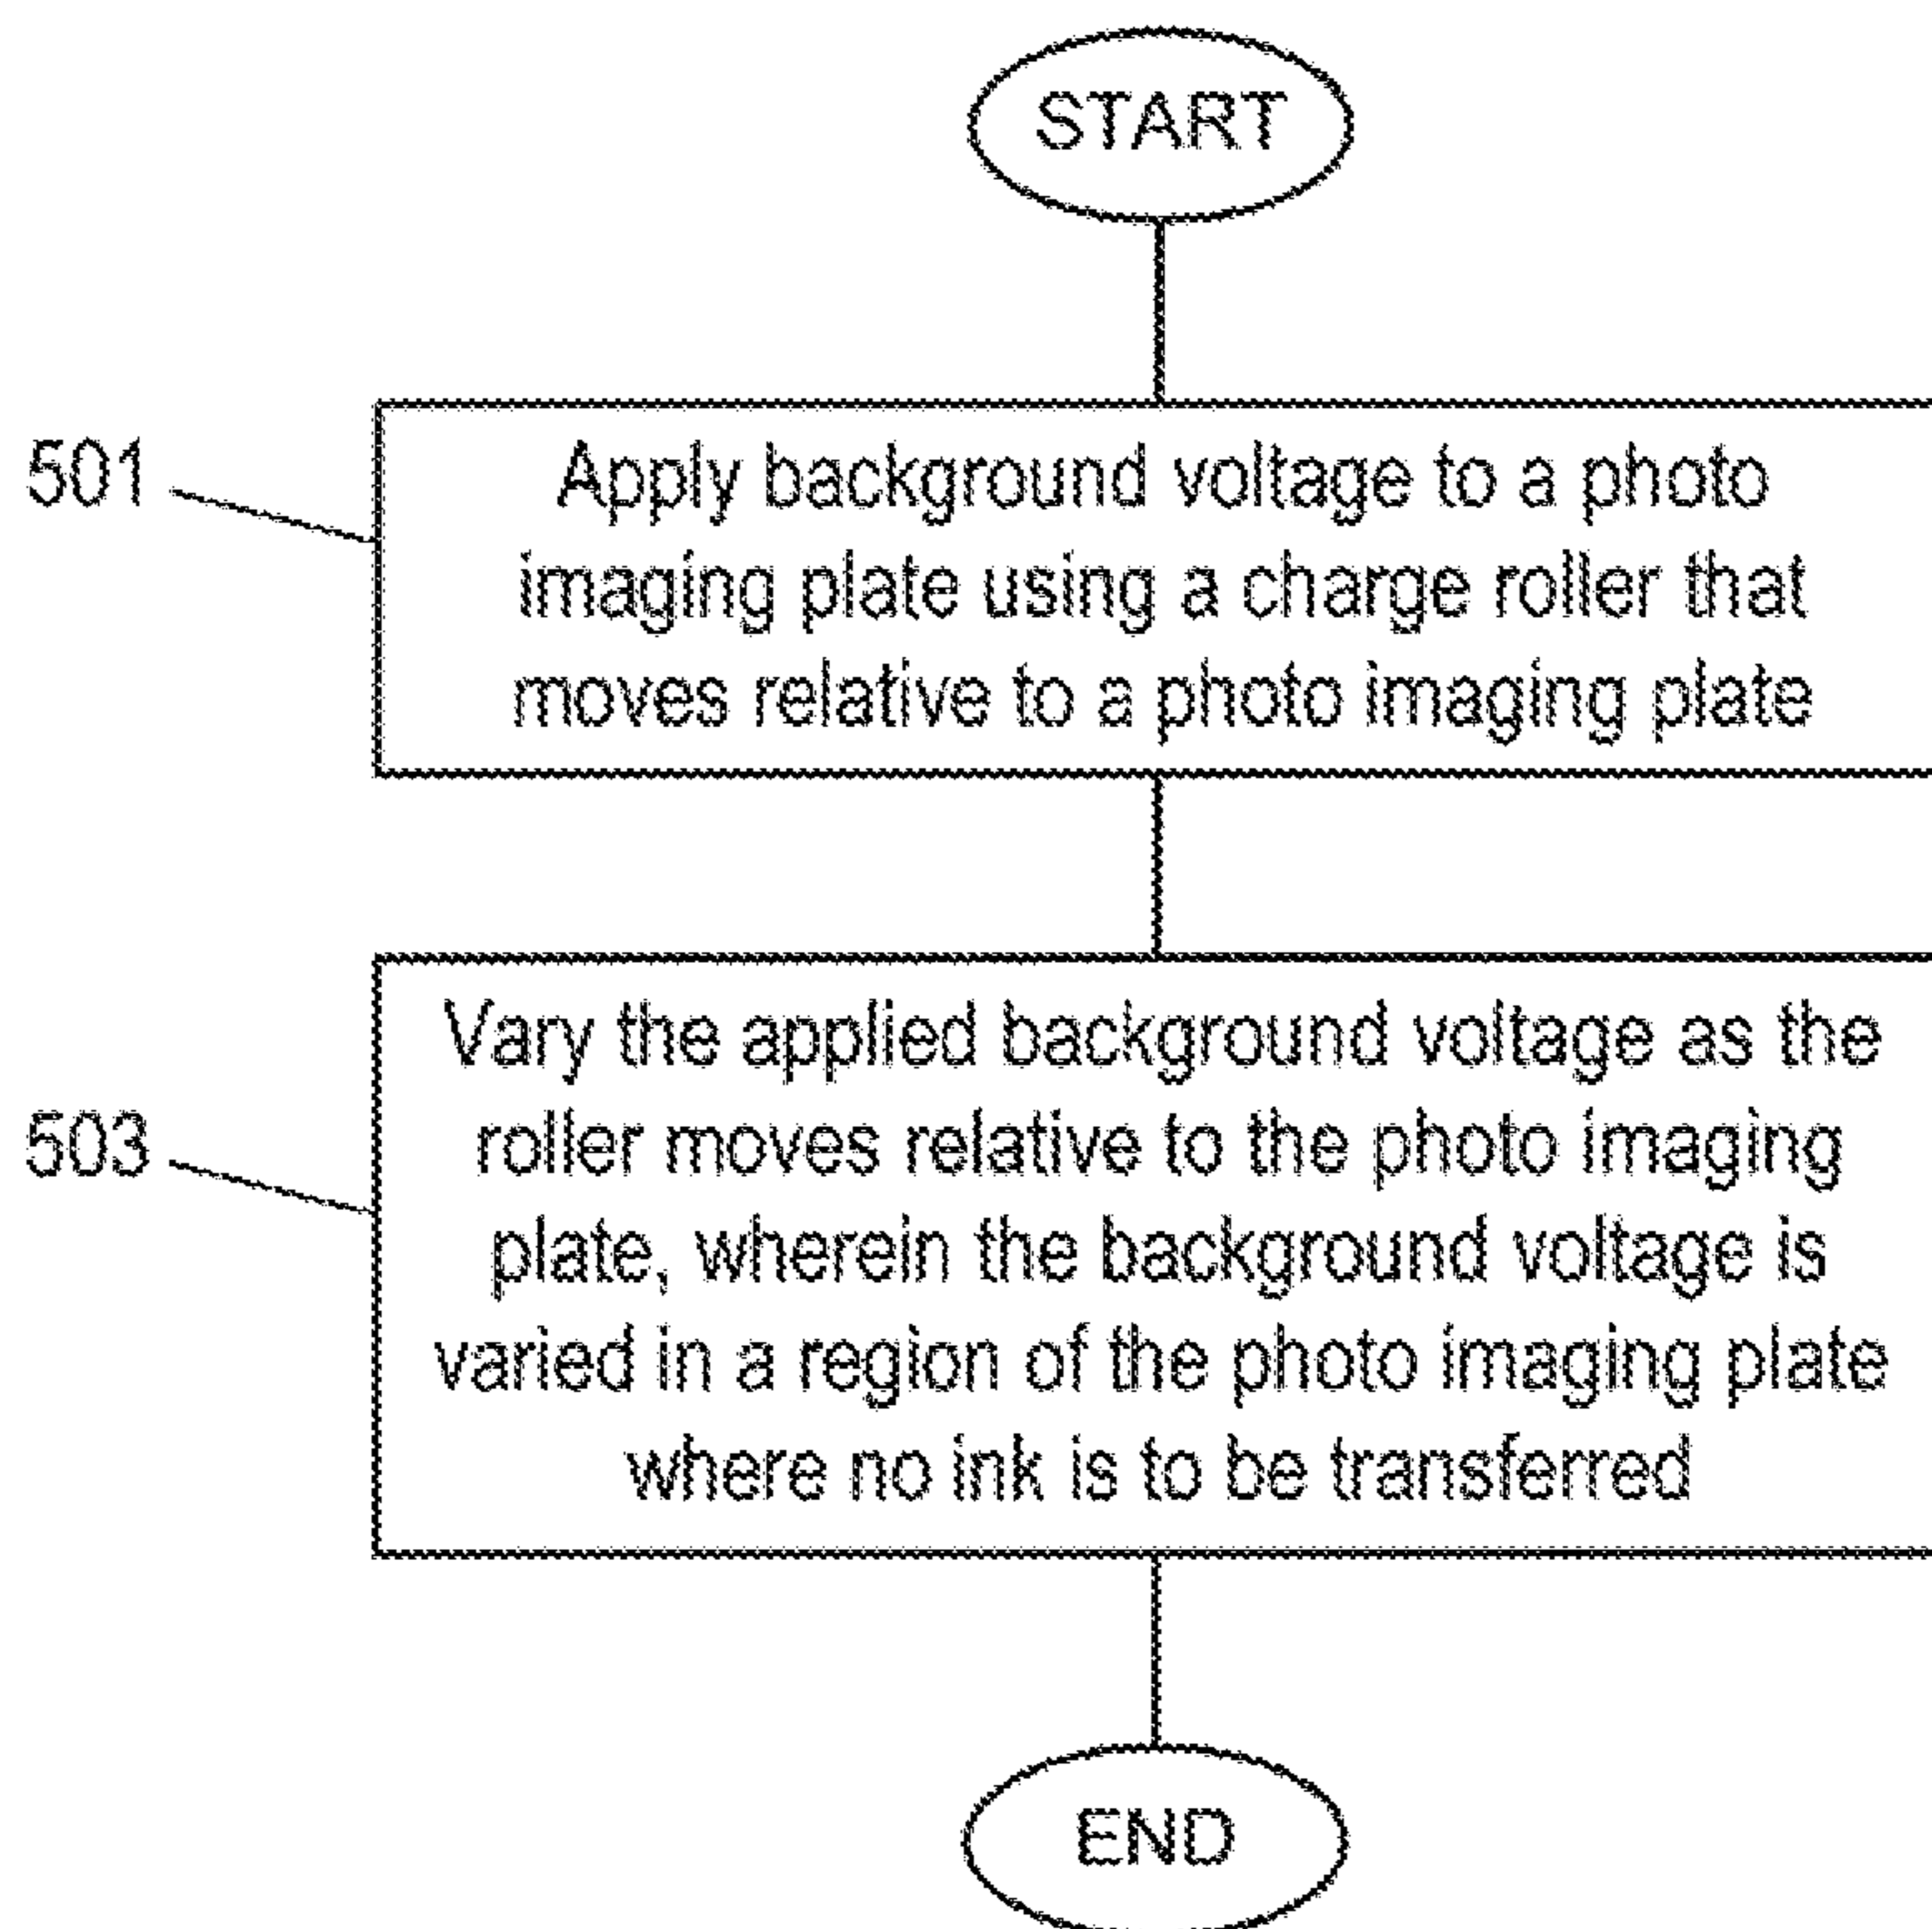 START
501
Apply background voltage to a photo
imaging plate using a charge roller that
moves relative to a photo imaging plate
503
Vary the applied background voltage as the
roller moves relative to the photo imaging
plate, wherein the background voltage is
varied in a region of the photo imaging plate
where no ink is to be transferred
END